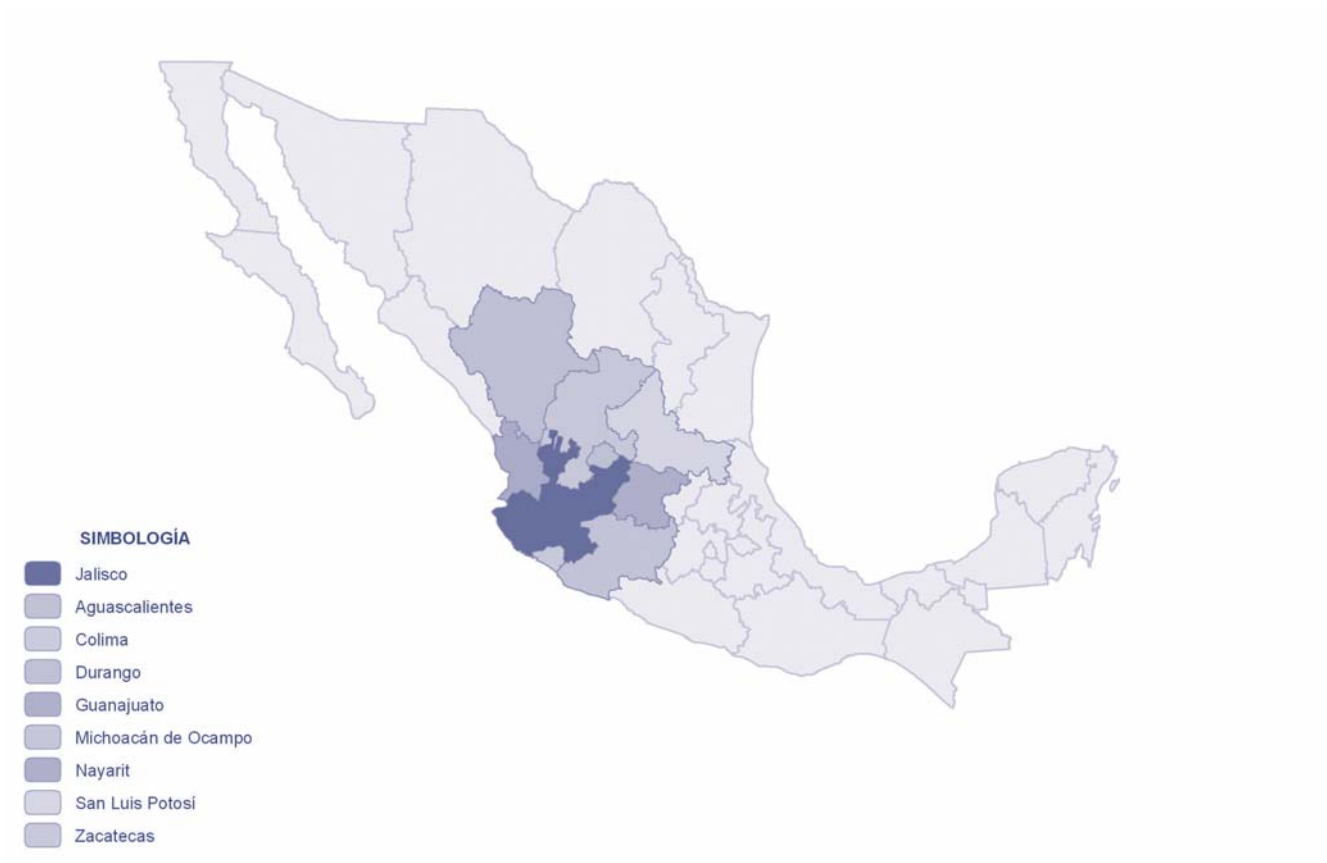 SIMBOLOGÍA
Jalisco
Aguascalientes
Colima
Durango
Guanajuato
Michoacán de Ocampo
Nayarit
San Luis Potosí
Zacatecas